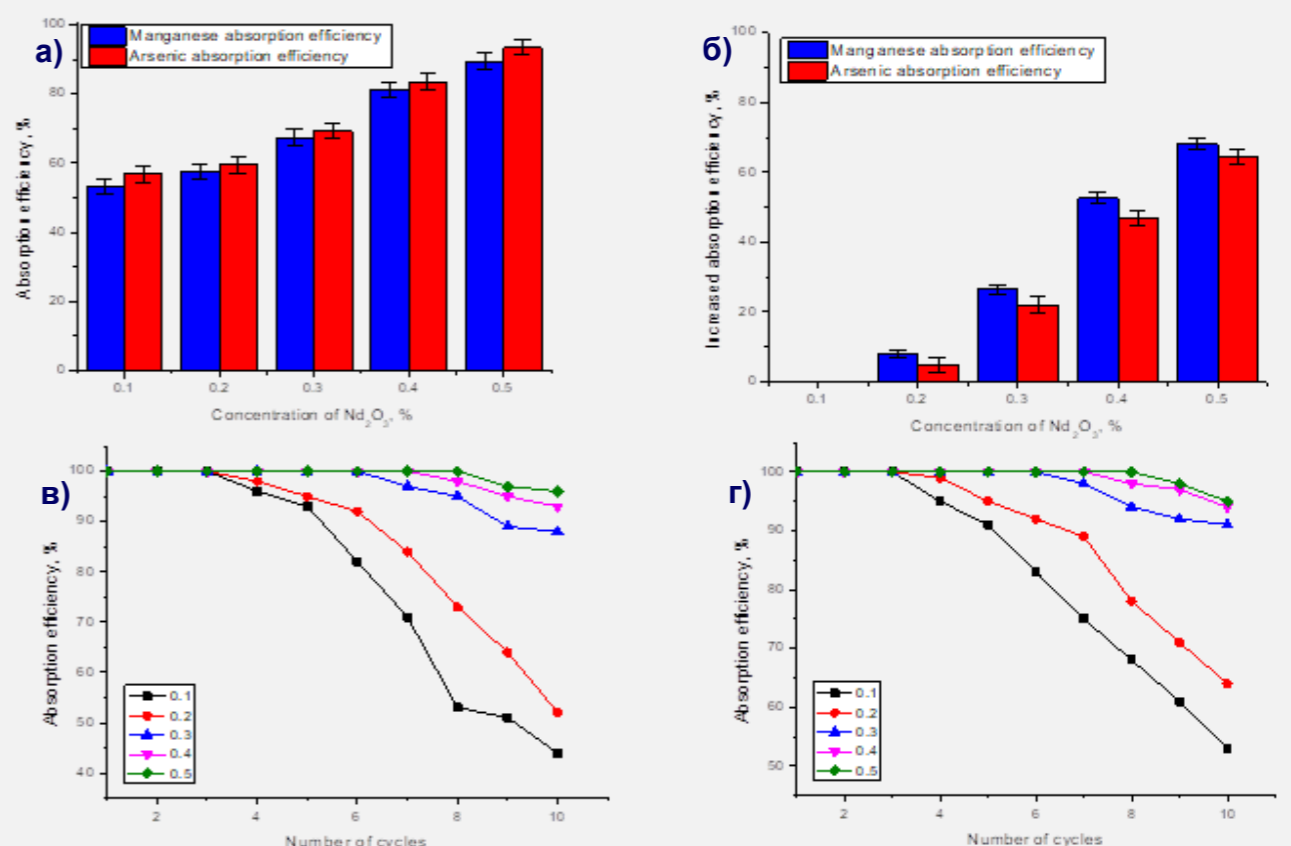 а)
Manganese absorption efficiency
Arsenic absorption efficiency
Absorption efficiency, %
100
80
60
40
20
0
0.1 0.2 0.3 0.4 0.5
Concentration of Nd₂O₃, %
б)
Manganese absorption efficiency
Arsenic absorption efficiency
Increased absorption efficiency, %
100
80
60
40
20
0
0.1 0.2 0.3 0.4 0.5
Concentration of Nd₂O₃, %
в)
Absorption efficiency, %
100
90
80
70
60
50
40
0.1
0.2
0.3
0.4
0.5
2 4 6 8 10
Number of cycles
г)
Absorption efficiency, %
100
90
80
70
60
50
0.1
0.2
0.3
0.4
0.5
2 4 6 8 10
Number of cycles